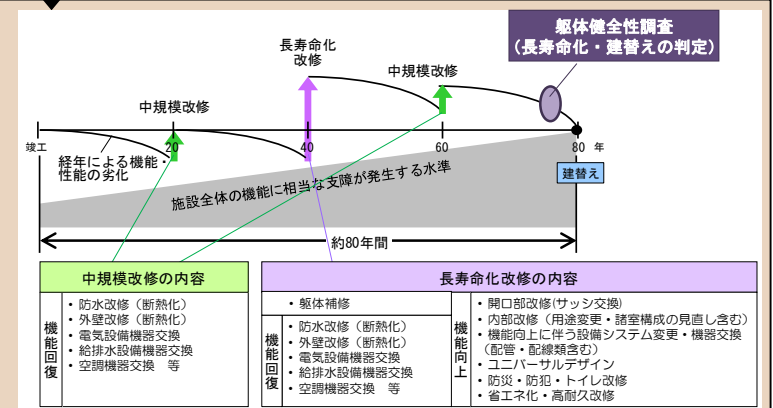 躯体健全性調査
（長寿命化・建替えの判定）
長寿命化
改修
中規模改修
中規模改修
竣工
20
40
60
80 年
経年による機能・
性能の劣化
施設全体の機能に相当な支障が発生する水準
建替え
約80年間
中規模改修の内容
機能回復
・防水改修（断熱化）
・外壁改修（断熱化）
・電気設備機器交換
・給排水設備機器交換
・空調機器交換　等
長寿命化改修の内容
・躯体補修
機能回復
・防水改修（断熱化）
・外壁改修（断熱化）
・電気設備機器交換
・給排水設備機器交換
・空調機器交換　等
機能向上
・開口部改修(サッシ交換)
・内部改修（用途変更・諸室構成の見直し含む）
・機能向上に伴う設備システム変更・機器交換
（配管・配線類含む）
・ユニバーサルデザイン
・防災・防犯・トイレ改修
・省エネ化・高耐久改修